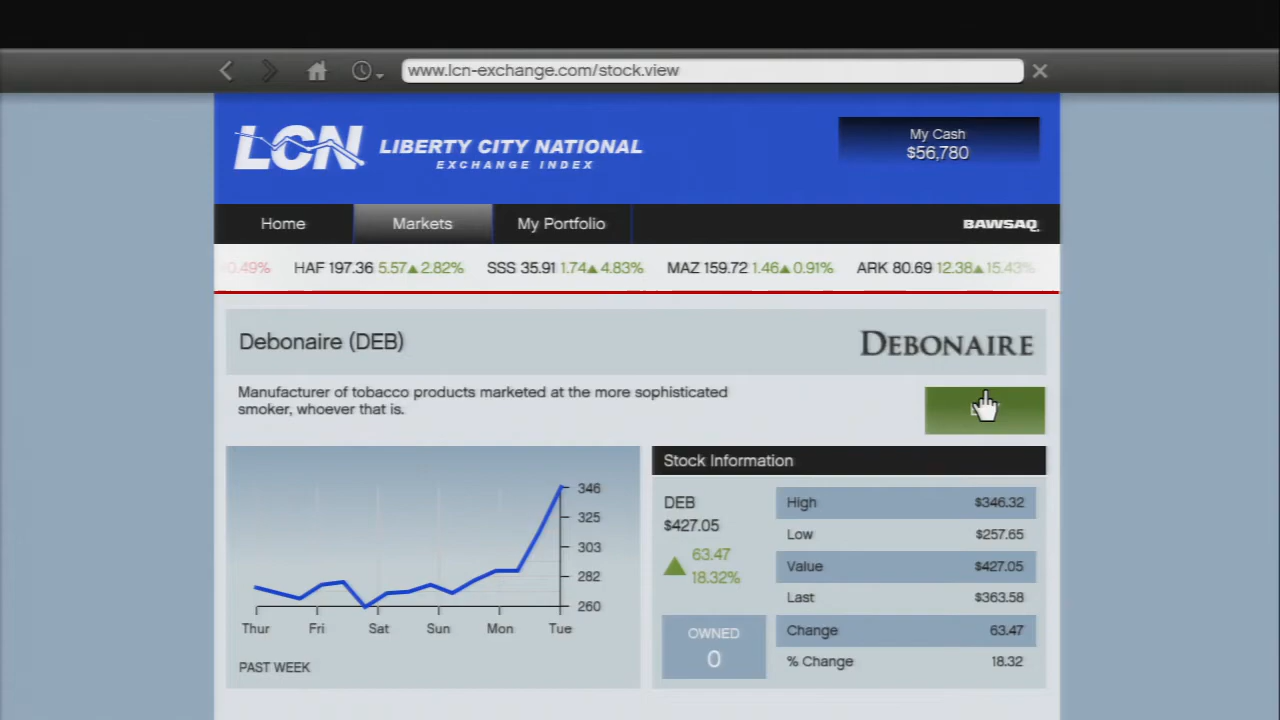 www.lcn-exchange.com/stock.view
LCN LIBERTY CITY NATIONAL
EXCHANGE INDEX
My Cash
$56,780
Home Markets My Portfolio BAWSAQ
0.49% HAF 197.36 5.57 2.82% SSS 35.91 1.74 4.83% MAZ 159.72 1.46 0.91% ARK 80.69 12.38 15.43%
Debonaire (DEB) DEBONAIRE
Manufacturer of tobacco products marketed at the more sophisticated
smoker, whoever that is.
346
325
303
282
260
Thur Fri Sat Sun Mon Tue
PAST WEEK
Stock Information
DEB
$427.05
63.47
18.32%
OWNED
0
High $346.32
Low $257.65
Value $427.05
Last $363.58
Change 63.47
% Change 18.32